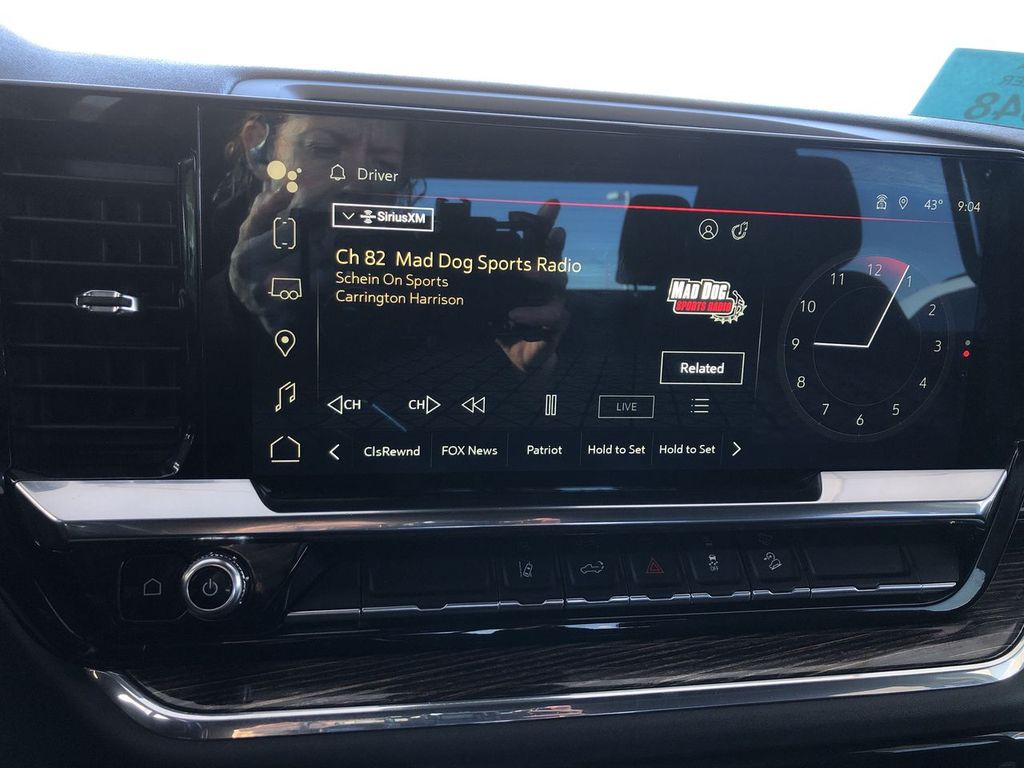 Driver
SiriusXM
43° 9:04
Ch 82 Mad Dog Sports Radio
Schein On Sports
Carrington Harrison
MAD DOG
SPORTS RADIO
Related
CH CH LIVE
ClsRewnd FOX News Patriot Hold to Set Hold to Set
12
1
2
3
4
5
6
7
8
9
10
11
OFF
48